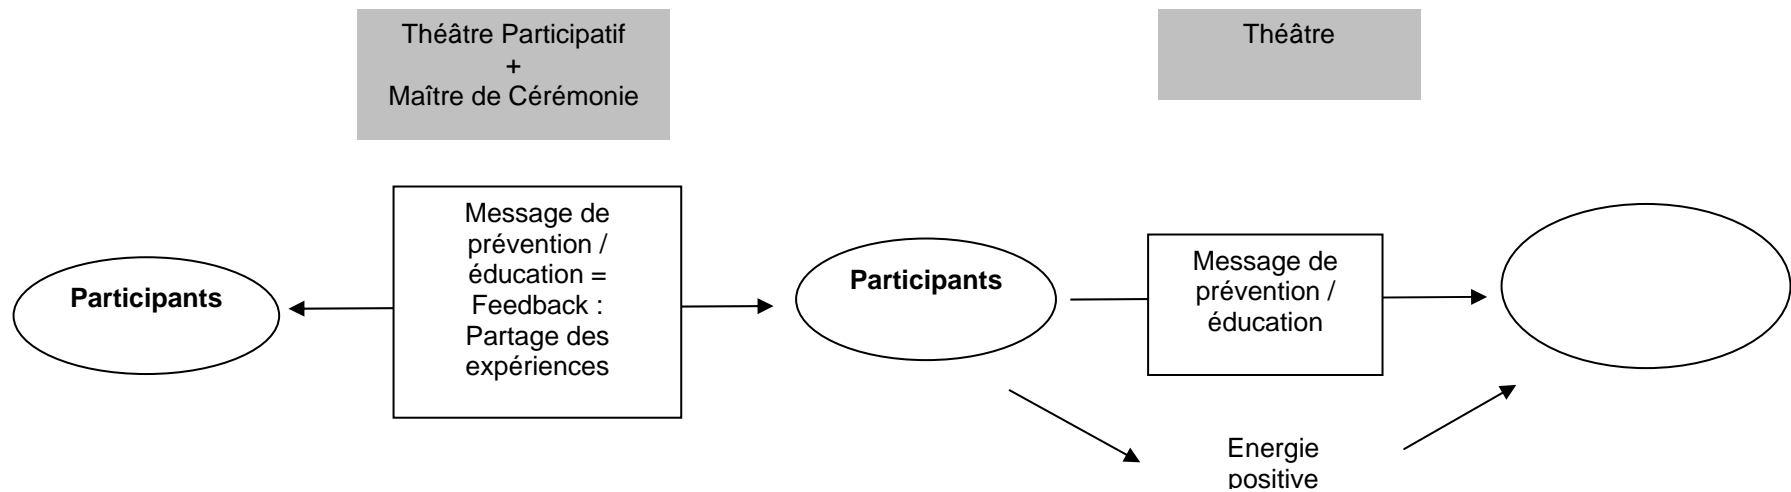 Théâtre Participatif
+
Maître de Cérémonie
Théâtre
Participants
Message de
prévention /
éducation =
Feedback :
Partage des
expériences
Participants
Message de
prévention /
éducation
Energie
positive